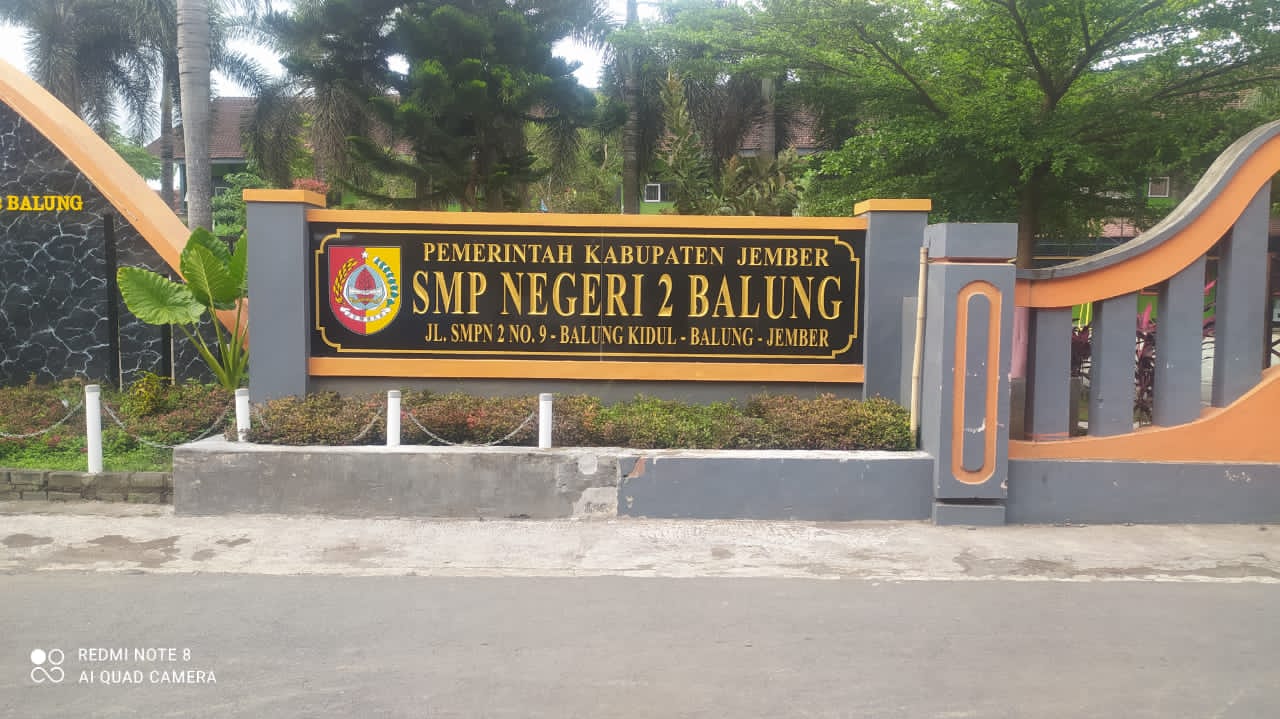 BALUNG
PEMERINTAH KABUPATEN JEMBER
SMP NEGERI 2 BALUNG
JL. SMPN 2 NO. 9 - BALUNG KIDUL - BALUNG - JEMBER
JEMBER
REDMI NOTE 8
AI QUAD CAMERA